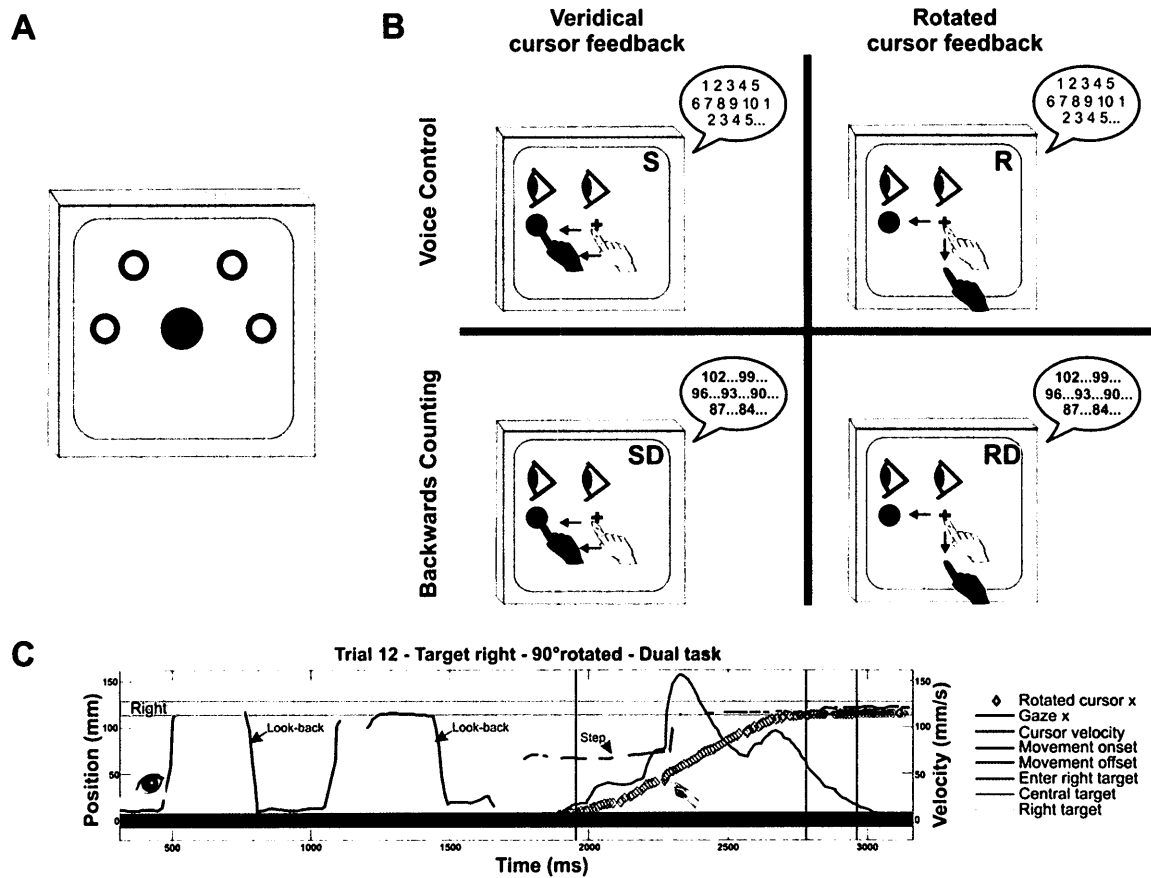 A
B
Veridical
cursor feedback
Rotated
cursor feedback
Voice Control
1 2 3 4 5
6 7 8 9 10 1
2 3 4 5...
S
1 2 3 4 5
6 7 8 9 10 1
2 3 4 5...
R
Backwards Counting
102...99...
96...93...90...
87...84...
SD
102...99...
96...93...90...
87...84...
RD
C
Trial 12 - Target right - 90°rotated - Dual task
Position (mm)
150
100
50
0
Right
Look-back
Look-back
Step
150
100
50
0
Velocity (mm/s)
500
1000
1500
2000
2500
3000
Time (ms)
Rotated cursor x
Gaze x
Cursor velocity
Movement onset
Movement offset
Enter right target
Central target
Right target